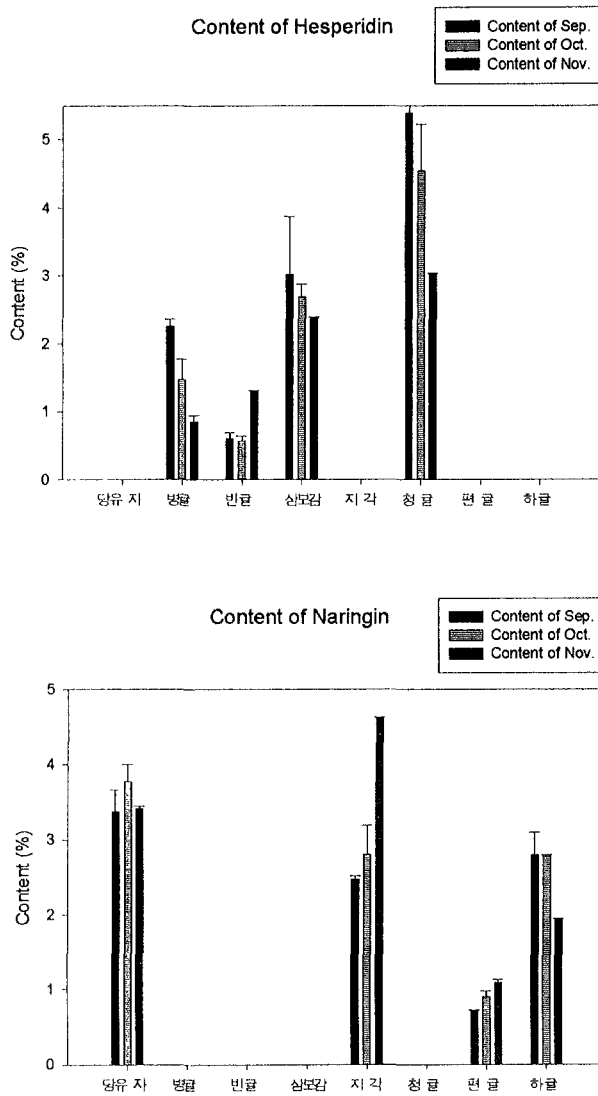 Content of Hesperidin
Content of Sep.
Content of Oct.
Content of Nov.
Content (%)
5
4
3
2
1
0
당유자 병귤 빈귤 삼보감 지각 청귤 편귤 하귤
Content of Naringin
Content of Sep.
Content of Oct.
Content of Nov.
Content (%)
5
4
3
2
1
0
당유자 병귤 빈귤 삼보감 지각 청귤 편귤 하귤